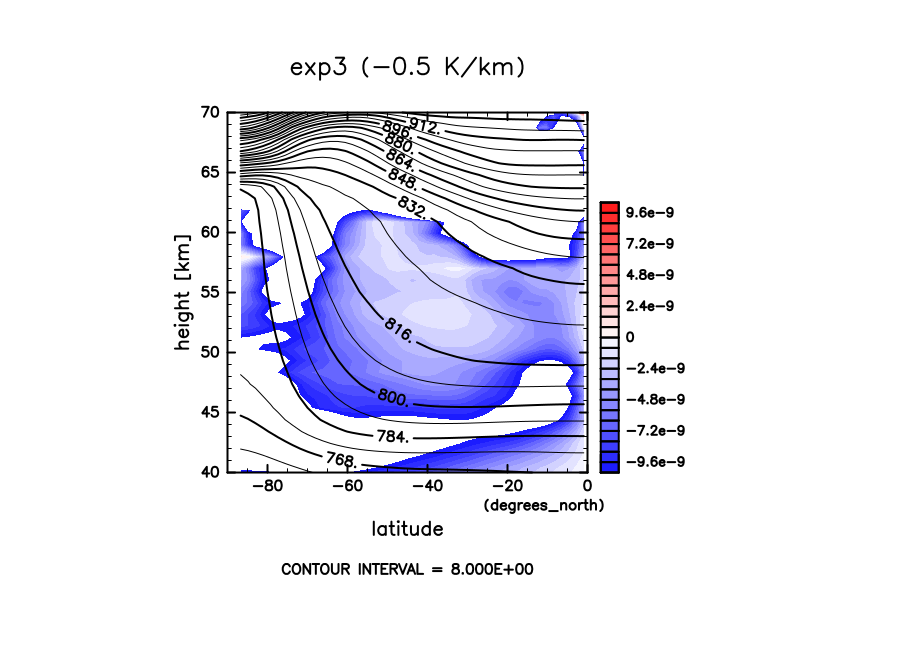 exp3 (−0.5 K/km)
70
65
60
55
50
45
40
height [km]
912.
896.
880.
864.
848.
832.
816.
800.
784.
768.
−80
−60
−40
−20
0
(degrees_north)
latitude
9.6e−9
7.2e−9
4.8e−9
2.4e−9
0
−2.4e−9
−4.8e−9
−7.2e−9
−9.6e−9
CONTOUR INTERVAL = 8.000E+00